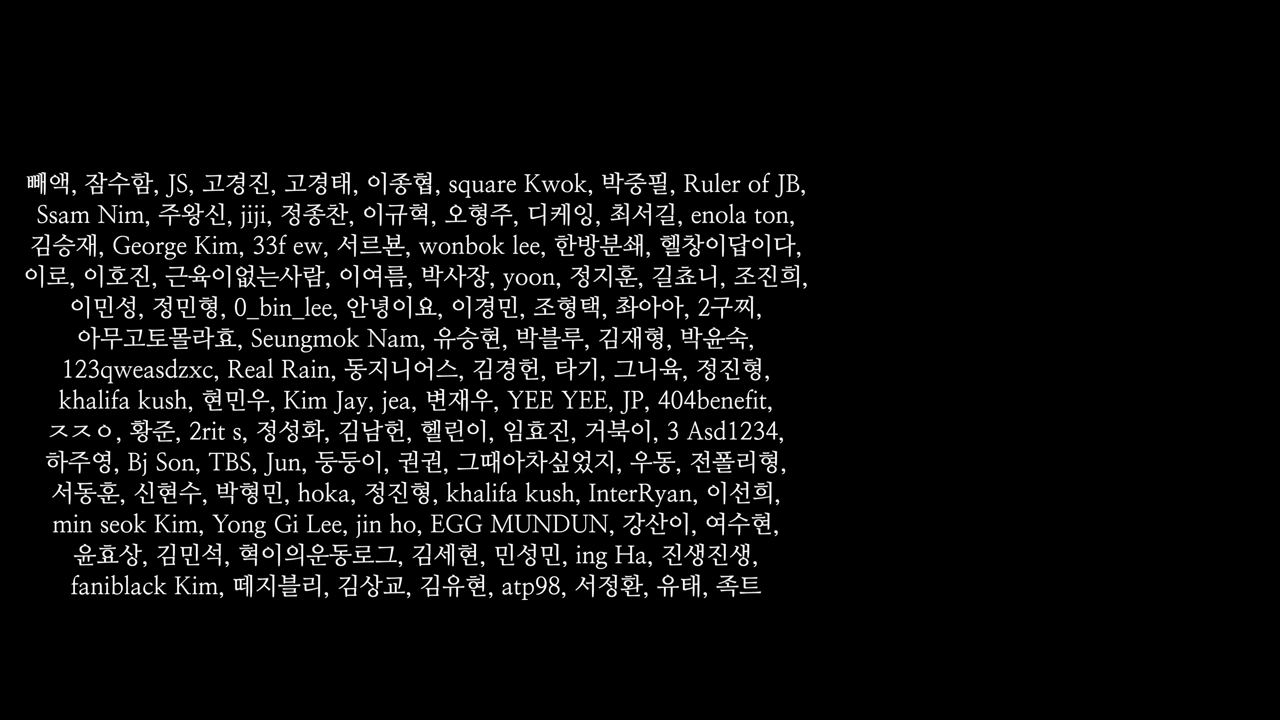 빼액, 잠수함, JS, 고경진, 고경태, 이종협, square Kwok, 박중필, Ruler of JB,
Ssam Nim, 주왕신, jiji, 정종찬, 이규혁, 오형주, 디케잉, 최서길, enola ton,
김승재, George Kim, 33f ew, 서르본, wonbok lee, 한방분쇄, 헬창이답이다,
이로, 이호진, 근육이없는사람, 이여름, 박사장, yoon, 정지훈, 길쵸니, 조진희,
이민성, 정민형, 0_bin_lee, 안녕이요, 이경민, 조형택, 촤아아, 2구찌,
아무고토몰라효, Seungmok Nam, 유승현, 박블루, 김재형, 박윤숙,
123qweasdzxc, Real Rain, 동지니어스, 김경헌, 타기, 그니육, 정진형,
khalifa kush, 현민우, Kim Jay, jea, 변재우, YEE YEE, JP, 404benefit,
ㅈㅈㅇ, 황준, 2rit s, 정성화, 김남헌, 헬린이, 임효진, 거북이, 3 Asd1234,
하주영, Bj Son, TBS, Jun, 둥둥이, 권권, 그때아차싶었지, 우동, 전폴리형,
서동훈, 신현수, 박형민, hoka, 정진형, khalifa kush, InterRyan, 이선희,
min seok Kim, Yong Gi Lee, jin ho, EGG MUNDUN, 강산이, 여수현,
윤효상, 김민석, 혁이의운동로그, 김세현, 민성민, ing Ha, 진생진생,
faniblack Kim, 떼지블리, 김상교, 김유현, atp98, 서정환, 유태, 족트